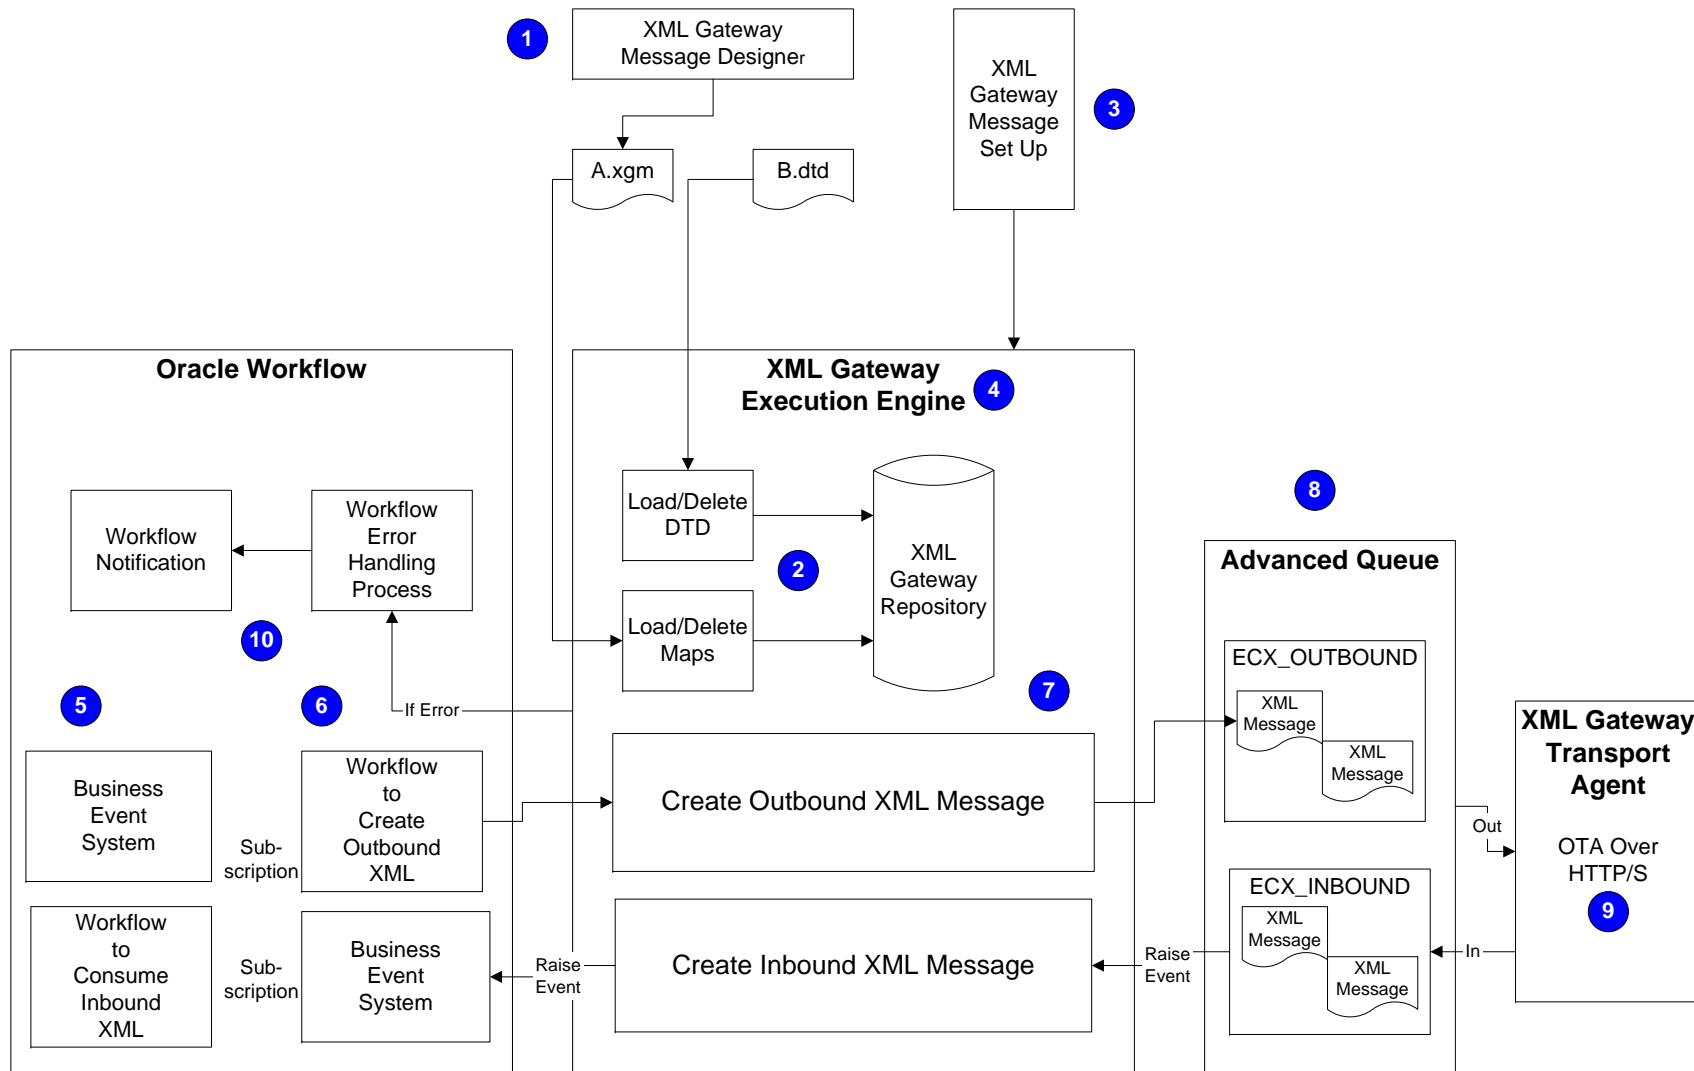 1
XML Gateway
Message Designer
3
XML
Gateway
Message
Set Up
A.xgm
B.dtd
Oracle Workflow
XML Gateway
Execution Engine
4
Workflow
Notification
Workflow
Error
Handling
Process
10
Load/Delete
DTD
2
Load/Delete
Maps
XML
Gateway
Repository
8
Advanced Queue
5
6
If Error
7
ECX_OUTBOUND
XML
Message
XML
Message
XML Gateway
Transport
Agent
OTA Over
HTTP/S
9
Business
Event
System
Sub-
scription
Workflow
to
Create
Outbound
XML
Create Outbound XML Message
Out
Workflow
to
Consume
Inbound
XML
Sub-
scription
Business
Event
System
Raise
Event
Create Inbound XML Message
Raise
Event
ECX_INBOUND
XML
Message
XML
Message
In